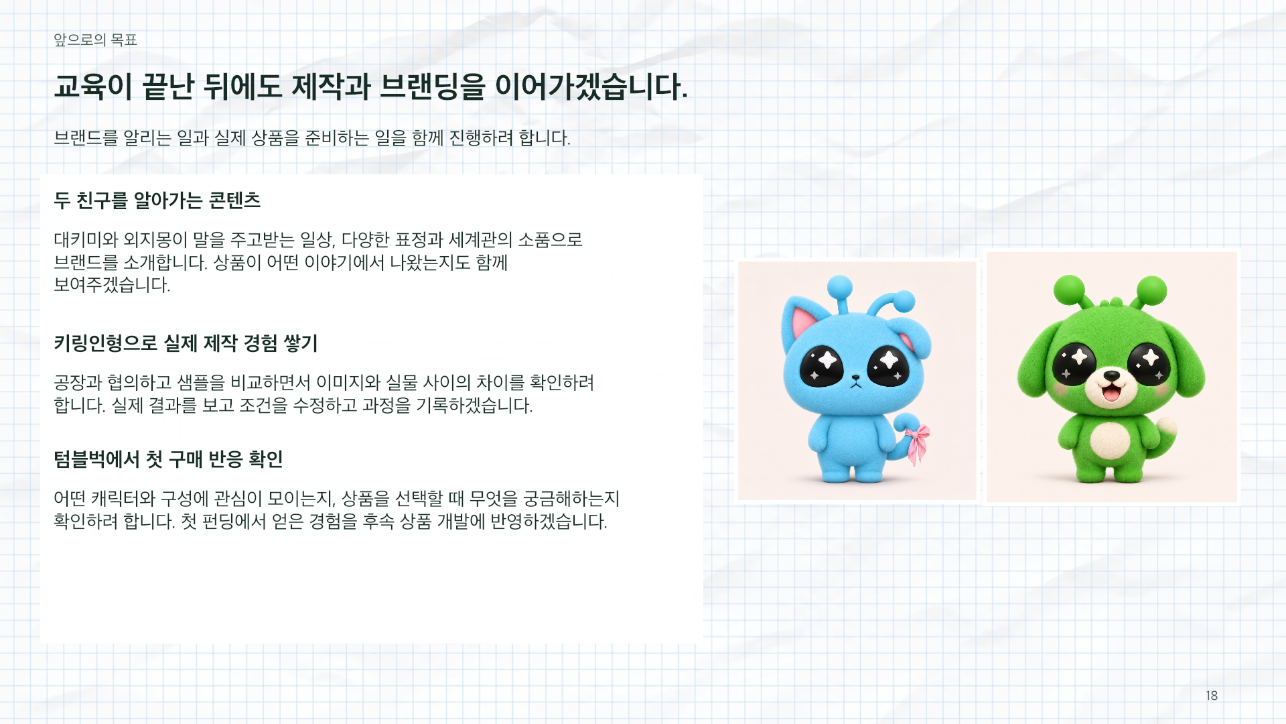 앞으로의 목표
교육이 끝난 뒤에도 제작과 브랜딩을 이어가겠습니다.
브랜드를 알리는 일과 실제 상품을 준비하는 일을 함께 진행하려 합니다.
두 친구를 알아가는 콘텐츠
대키미와 외지몽이 말을 주고받는 일상, 다양한 표정과 세계관의 소품으로
브랜드를 소개합니다. 상품이 어떤 이야기에서 나왔는지도 함께
보여주겠습니다.
키링인형으로 실제 제작 경험 쌓기
공장과 협의하고 샘플을 비교하면서 이미지와 실물 사이의 차이를 확인하려
합니다. 실제 결과를 보고 조건을 수정하고 과정을 기록하겠습니다.
텀블벅에서 첫 구매 반응 확인
어떤 캐릭터와 구성에 관심이 모이는지, 상품을 선택할 때 무엇을 궁금해하는지
확인하려 합니다. 첫 펀딩에서 얻은 경험을 후속 상품 개발에 반영하겠습니다.
18